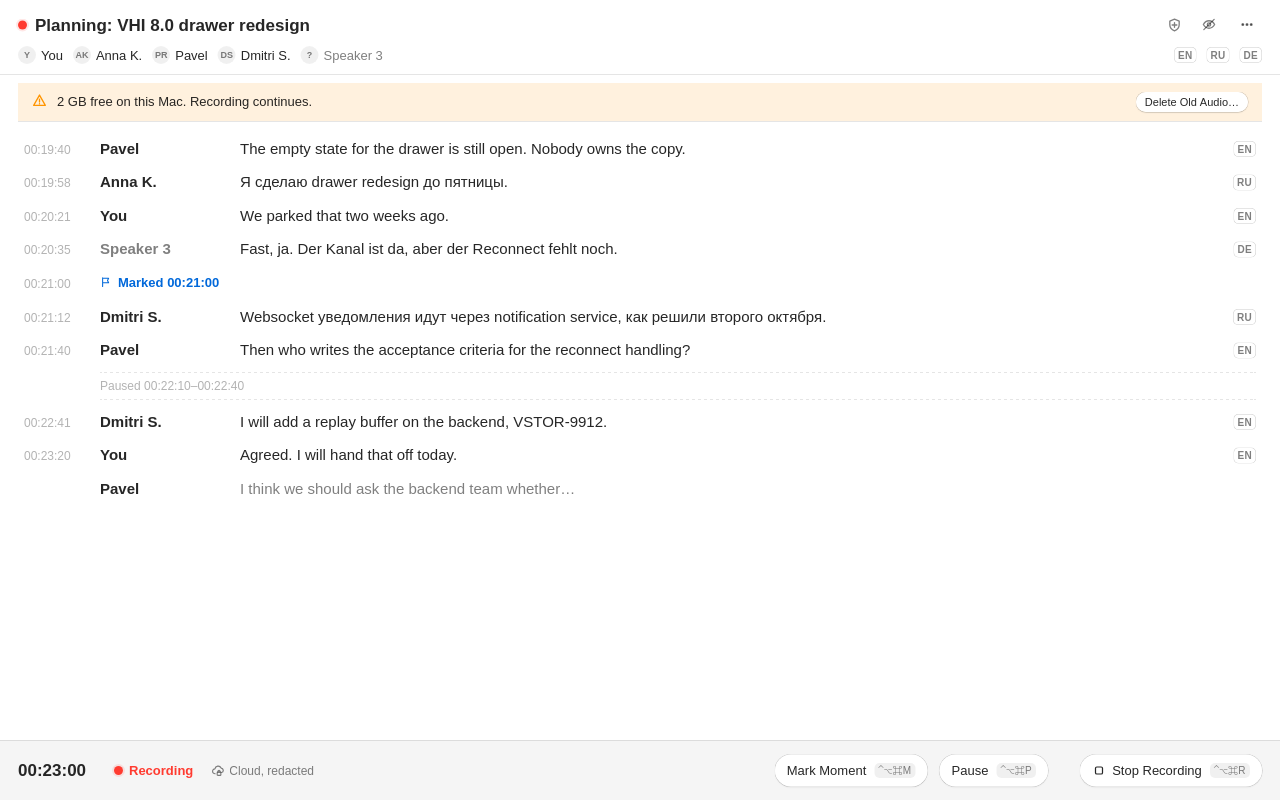 Planning: VHI 8.0 drawer redesign
Y You AK Anna K. PR Pavel DS Dmitri S. ? Speaker 3 EN RU DE
2 GB free on this Mac. Recording continues. Delete Old Audio…
00:19:40 Pavel The empty state for the drawer is still open. Nobody owns the copy. EN
00:19:58 Anna K. Я сделаю drawer redesign до пятницы. RU
00:20:21 You We parked that two weeks ago. EN
00:20:35 Speaker 3 Fast, ja. Der Kanal ist da, aber der Reconnect fehlt noch. DE
00:21:00 Marked 00:21:00
00:21:12 Dmitri S. Websocket уведомления идут через notification service, как решили второго октября. RU
00:21:40 Pavel Then who writes the acceptance criteria for the reconnect handling? EN
Paused 00:22:10–00:22:40
00:22:41 Dmitri S. I will add a replay buffer on the backend, VSTOR-9912. EN
00:23:20 You Agreed. I will hand that off today. EN
Pavel I think we should ask the backend team whether…
00:23:00 Recording Cloud, redacted Mark Moment ^⌥⌘M Pause ^⌥⌘P Stop Recording ^⌥⌘R